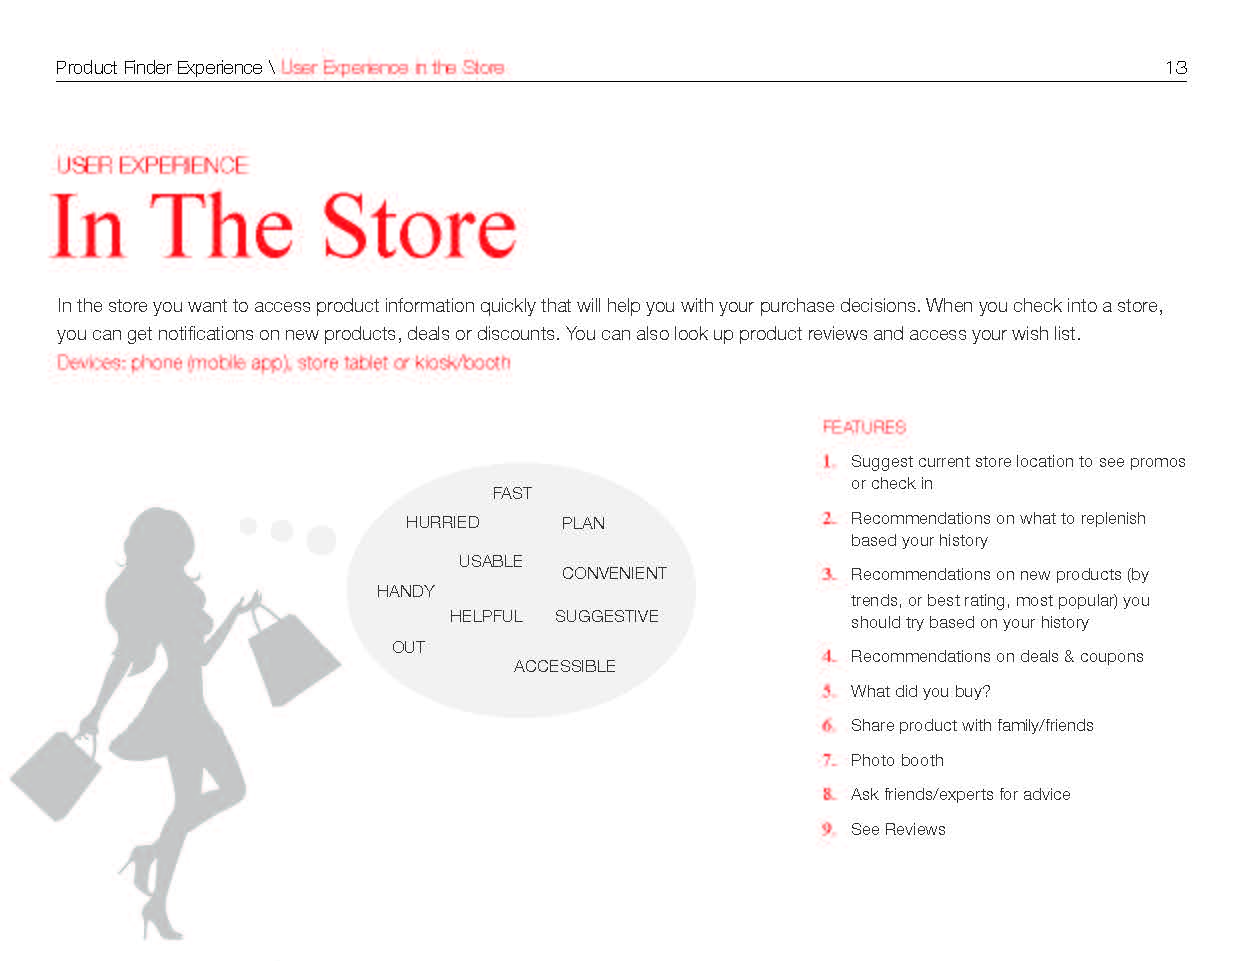 Product Finder Experience \ User Experience in the Store
13
USER EXPERIENCE
In The Store
In the store you want to access product information quickly that will help you with your purchase decisions. When you check into a store,
you can get notifications on new products, deals or discounts. You can also look up product reviews and access your wish list.
Devices: phone (mobile app), store tablet or kiosk/booth
FAST
HURRIED
PLAN
USABLE
CONVENIENT
HANDY
HELPFUL
SUGGESTIVE
OUT
ACCESSIBLE
FEATURES
1. Suggest current store location to see promos
or check in
2. Recommendations on what to replenish
based your history
3. Recommendations on new products (by
trends, or best rating, most popular) you
should try based on your history
4. Recommendations on deals & coupons
5. What did you buy?
6. Share product with family/friends
7. Photo booth
8. Ask friends/experts for advice
9. See Reviews